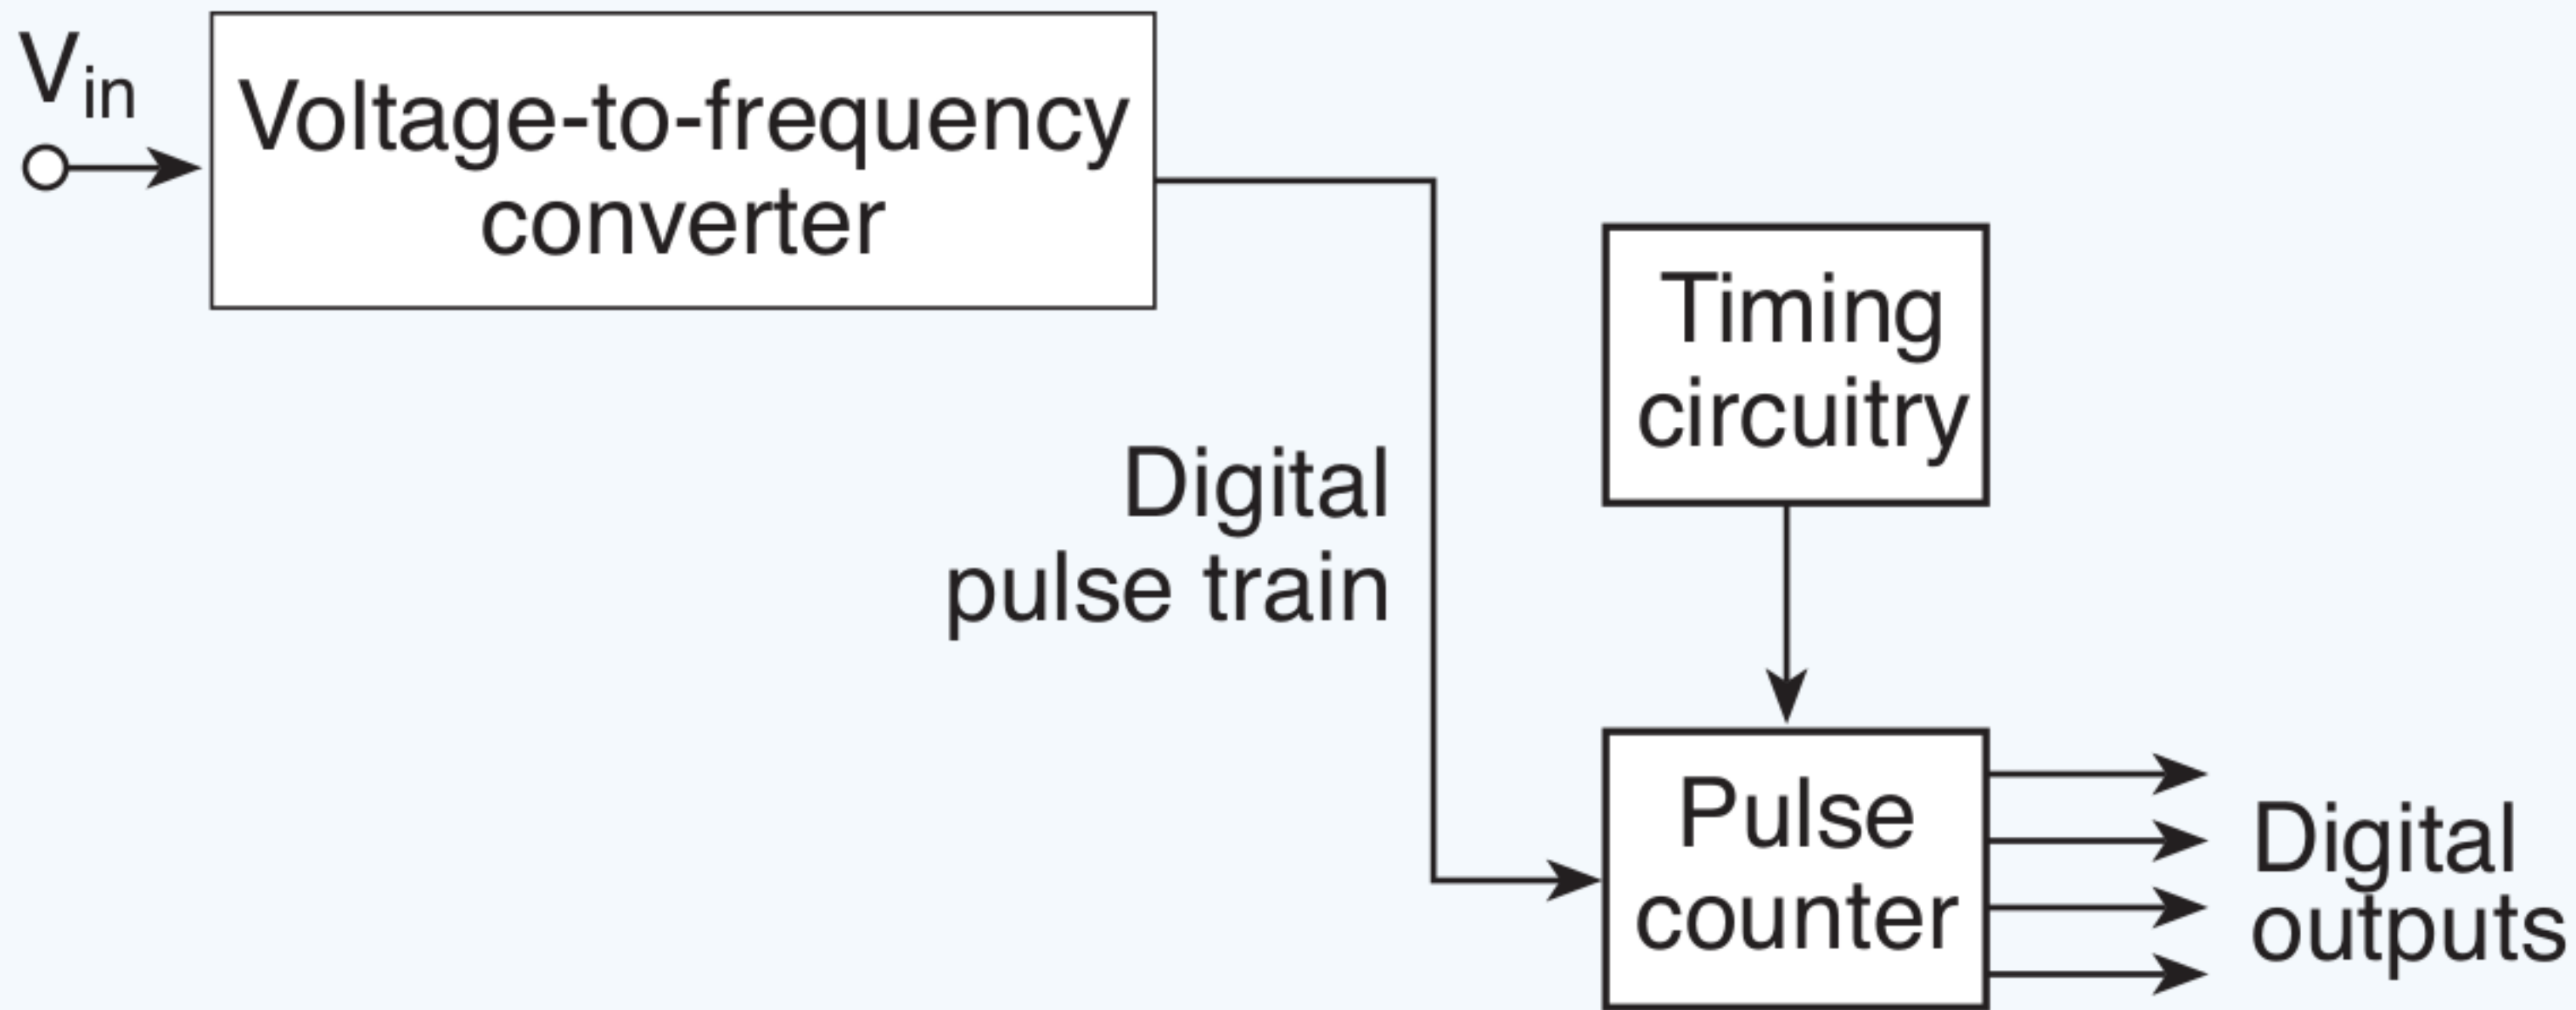 Vin
Voltage-to-frequency
converter
Digital
pulse train
Timing
circuitry
Pulse
counter
Digital
outputs